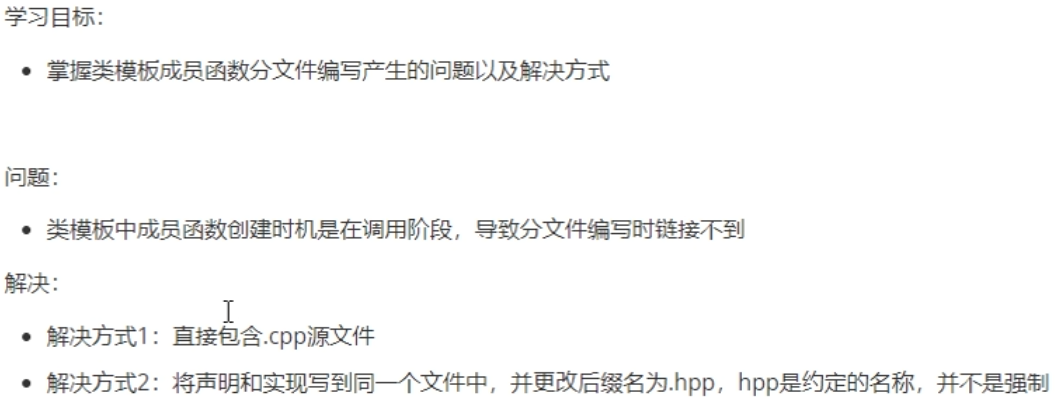 学习目标：
掌握类模板成员函数分文件编写产生的问题以及解决方式
问题：
类模板中成员函数创建时机是在调用阶段，导致分文件编写时链接不到
解决：
解决方式1：直接包含.cpp源文件
解决方式2：将声明和实现写到同一个文件中，并更改后缀名为.hpp，hpp是约定的名称，并不是强制